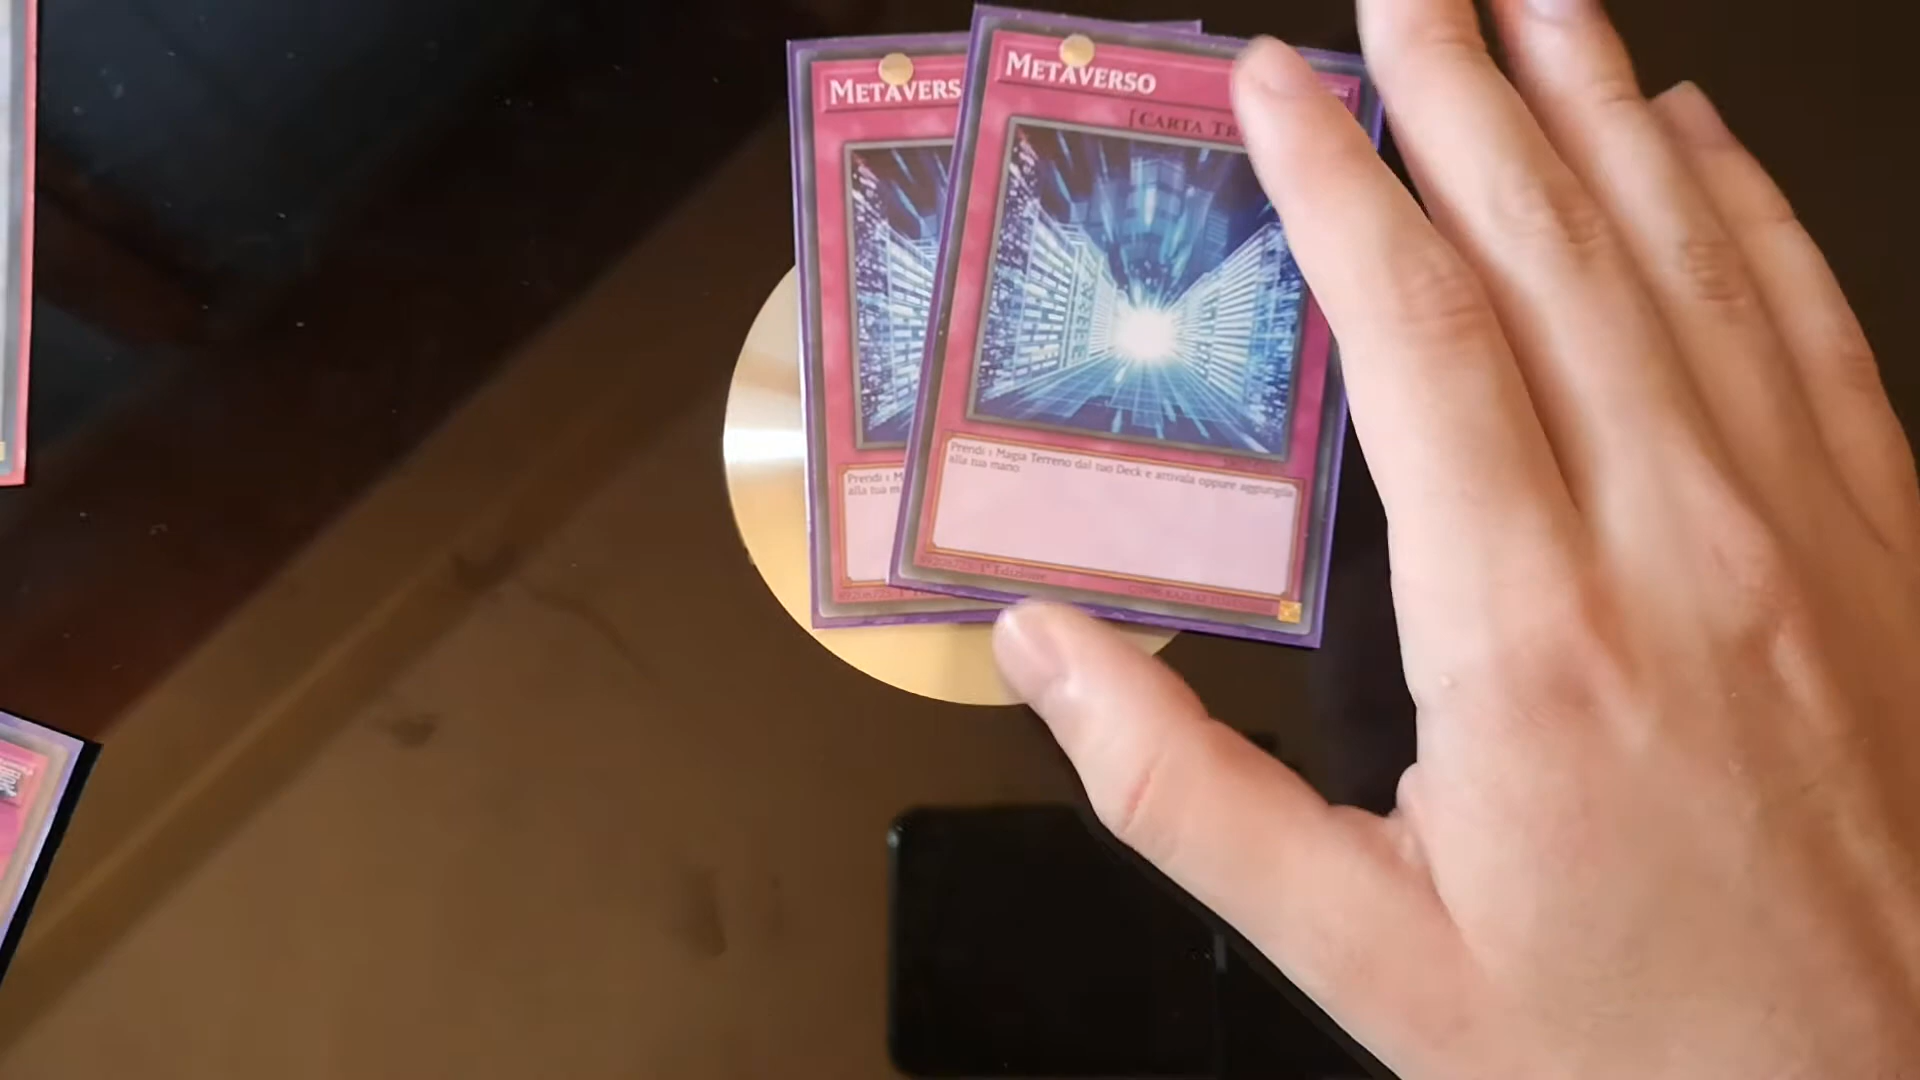 METAVERS
METAVERSO
[CARTA TR
Prendi 1 M
alla tua m
Prendi 1 Magia Terreno dal tuo Deck e attivala oppure aggiungila
alla tua mano
1ª Edizione